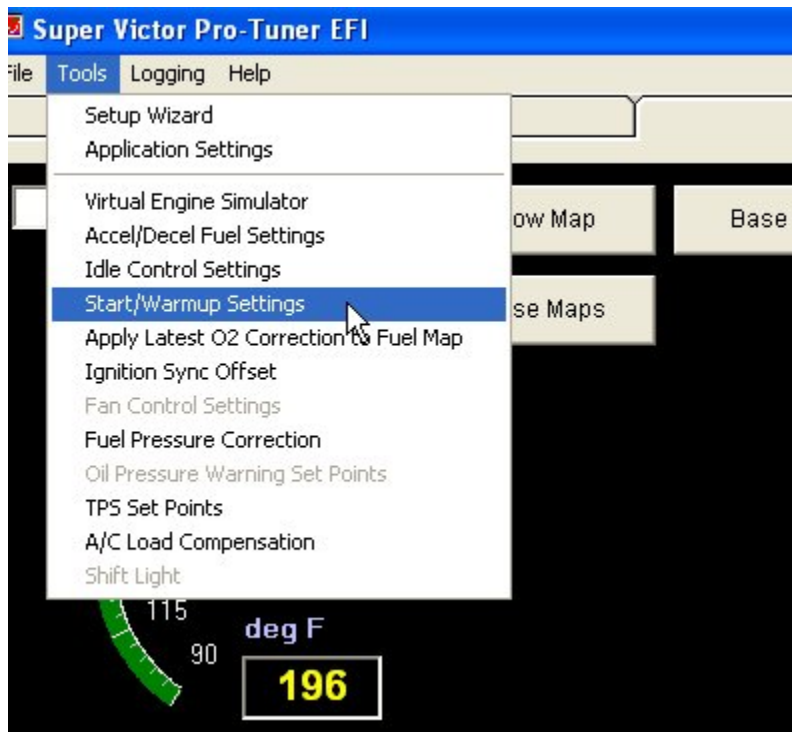 Super Victor Pro-Tuner EFI
File Tools Logging Help
Setup Wizard
Application Settings
Virtual Engine Simulator
ow Map
Base
Accel/Decel Fuel Settings
Idle Control Settings
Start/Warmup Settings
se Maps
Apply Latest O2 Correction to Fuel Map
Ignition Sync Offset
Fan Control Settings
Fuel Pressure Correction
Oil Pressure Warning Set Points
TPS Set Points
A/C Load Compensation
Shift Light
115
deg F
90
196